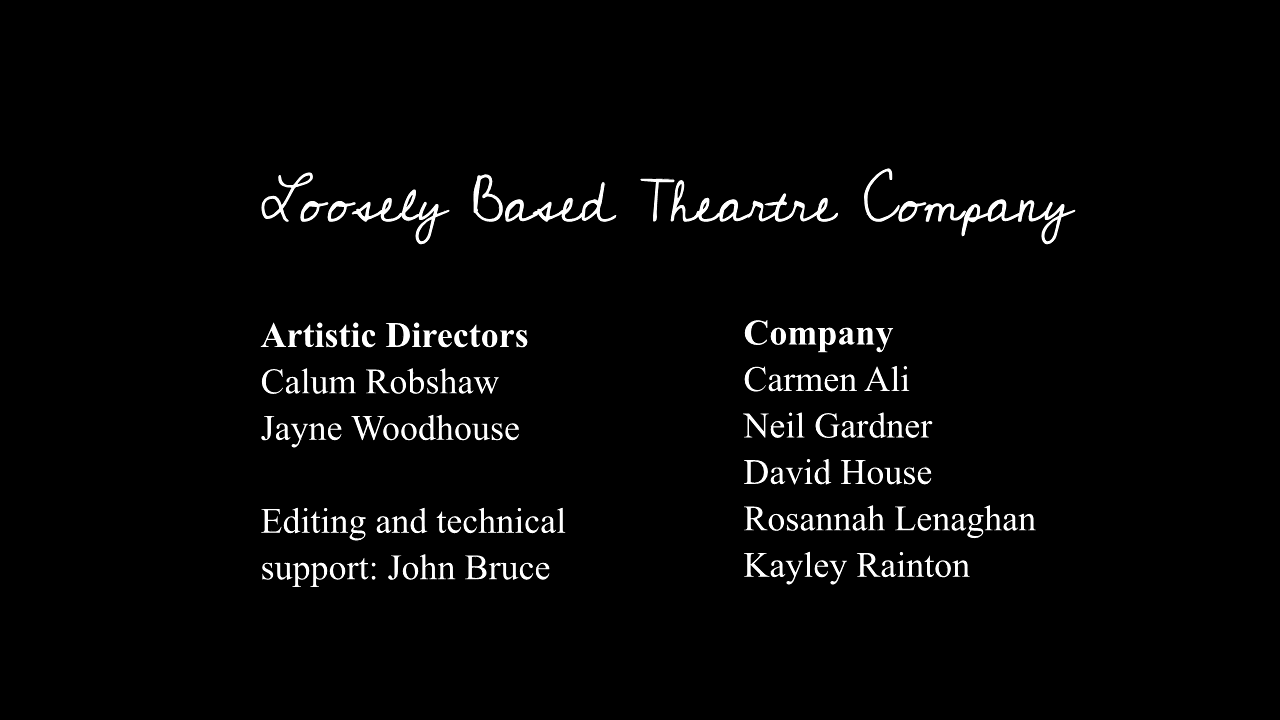 Loosely Based Theartre Company
Artistic Directors
Calum Robshaw
Jayne Woodhouse
Editing and technical
support: John Bruce
Company
Carmen Ali
Neil Gardner
David House
Rosannah Lenaghan
Kayley Rainton